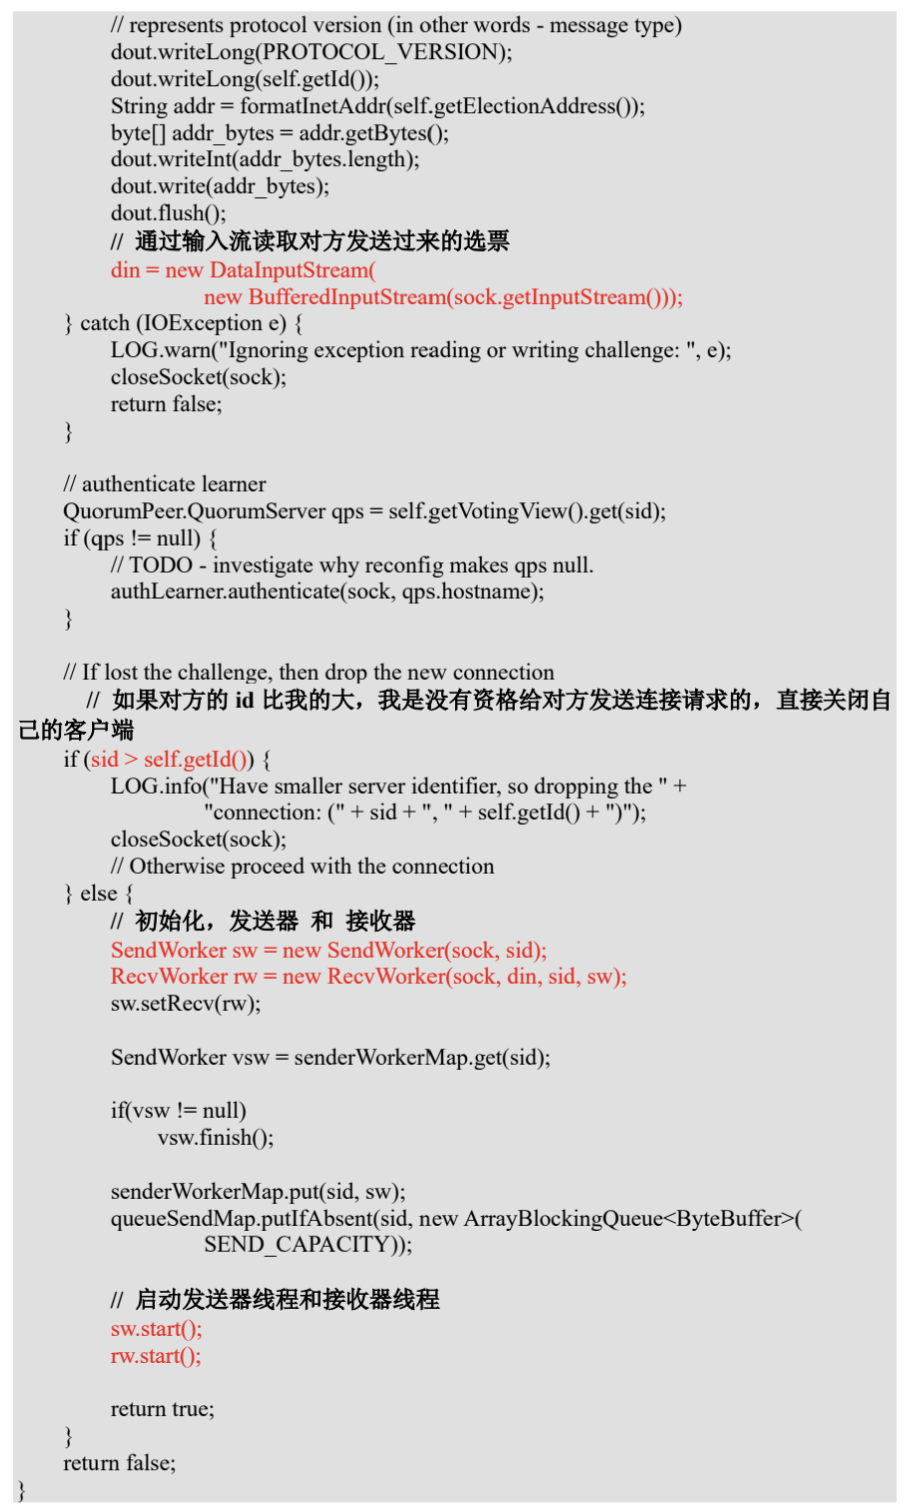 // represents protocol version (in other words - message type)
dout.writeLong(PROTOCOL_VERSION);
dout.writeLong(self.getId());
String addr = formatInetAddr(self.getElectionAddress());
byte[] addr_bytes = addr.getBytes();
dout.writeInt(addr_bytes.length);
dout.write(addr_bytes);
dout.flush();
// 通过输入流读取对方发送过来的选票
din = new DataInputStream(
new BufferedInputStream(sock.getInputStream()));
} catch (IOException e) {
LOG.warn("Ignoring exception reading or writing challenge: ", e);
closeSocket(sock);
return false;
}
// authenticate learner
QuorumPeer.QuorumServer qps = self.getVotingView().get(sid);
if (qps != null) {
// TODO - investigate why reconfig makes qps null.
authLearner.authenticate(sock, qps.hostname);
}
// If lost the challenge, then drop the new connection
// 如果对方的 id 比我的大，我是没有资格给对方发送连接请求的，直接关闭自
己的客户端
if (sid > self.getId()) {
LOG.info("Have smaller server identifier, so dropping the " +
"connection: (" + sid + ", " + self.getId() + ")");
closeSocket(sock);
// Otherwise proceed with the connection
} else {
// 初始化，发送器 和 接收器
SendWorker sw = new SendWorker(sock, sid);
RecvWorker rw = new RecvWorker(sock, din, sid, sw);
sw.setRecv(rw);
SendWorker vsw = senderWorkerMap.get(sid);
if(vsw != null)
vsw.finish();
senderWorkerMap.put(sid, sw);
queueSendMap.putIfAbsent(sid, new ArrayBlockingQueue<ByteBuffer>(
SEND_CAPACITY));
// 启动发送器线程和接收器线程
sw.start();
rw.start();
return true;
}
return false;
}